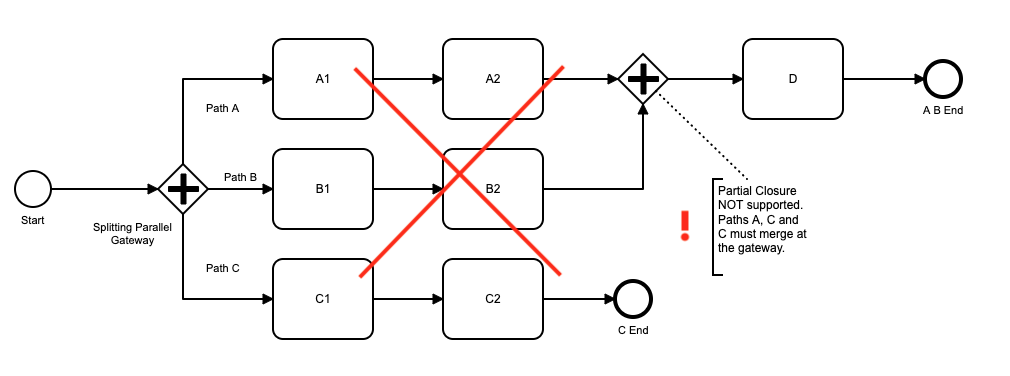 A1
A2
D
Path A
A B End
Path B
B1
B2
Start
Splitting Parallel
Gateway
Partial Closure
NOT supported.
Paths A, C and
C must merge at
the gateway.
Path C
C1
C2
C End